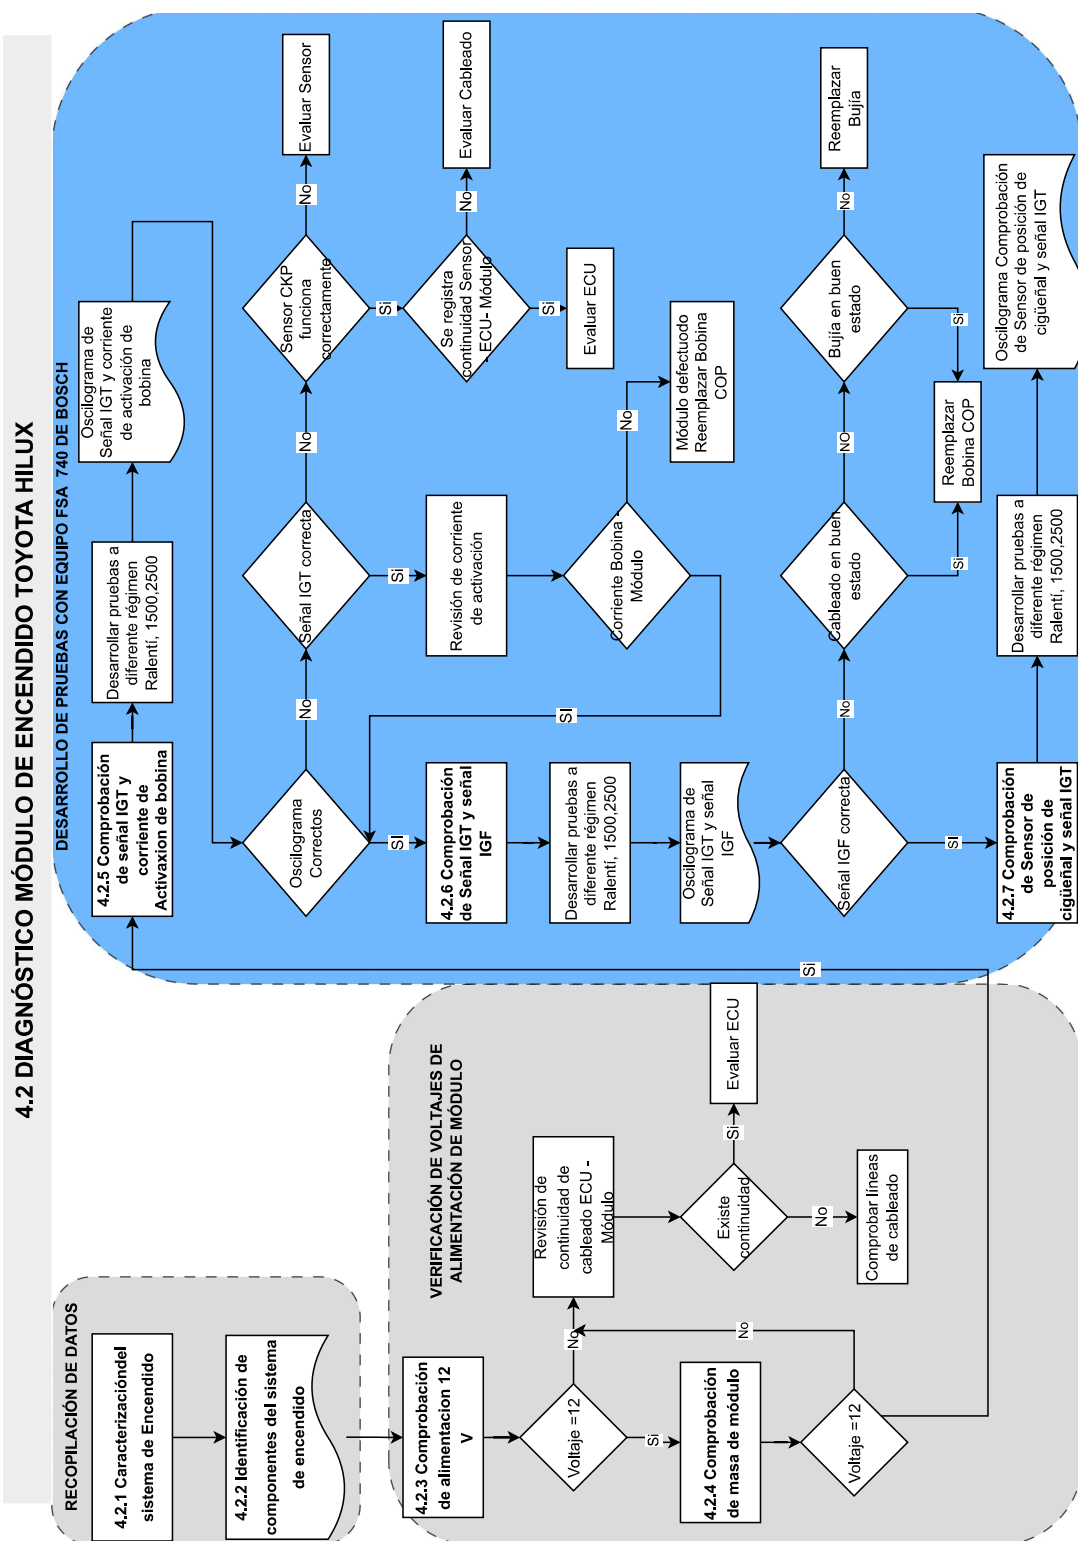 4.2 DIAGNÓSTICO MÓDULO DE ENCENDIDO TOYOTA HILUX
RECOPILACIÓN DE DATOS
4.2.1 Caracterizacióndel
sistema de Encendido
4.2.2 Identificación de
componentes del sistema
de encendido
VERIFICACIÓN DE VOLTAJES DE
ALIMENTACIÓN DE MÓDULO
4.2.3 Comprobación
de alimentacion 12
V
Voltaje =12
No
Si
Revisión de
continuidad de
cableado ECU -
Módulo
4.2.4 Comprobación
de masa de módulo
Voltaje =12
No
Si
Existe
continuidad
Si
Evaluar ECU
No
Comprobar líneas
de cableado
DESARROLLO DE PRUEBAS CON EQUIPO FSA 740 DE BOSCH
4.2.5 Comprobación
de señal IGT y
corriente de
Activaxion de bobina
Desarrollar pruebas a
diferente régimen
Ralentí, 1500,2500
Oscilograma de
Señal IGT y corriente
de activación de
bobina
Oscilograma
Correctos
No
SI
Señal IGT correcta
No
Si
Sensor CKP
funciona
correctamente
No
Evaluar Sensor
Si
Se registra
continuidad Sensor
- ECU- Módulo
No
Evaluar Cableado
Si
Evaluar ECU
Revisión de corriente
de activación
Corriente Bobina -
Módulo
No
Módulo defectudo
Reemplazar Bobina
COP
SI
4.2.6 Comprobación
de Señal IGT y señal
IGF
Desarrollar pruebas a
diferente régimen
Ralentí, 1500,2500
Oscilograma de
Señal IGT y señal
IGF
Señal IGF correcta
No
SI
Cableado en buen
estado
NO
Si
Bujía en buen
estado
No
Reemplazar
Bujía
Si
Reemplazar
Bobina COP
4.2.7 Comprobación
de Sensor de
posición de
cigüeñal y señal IGT
Desarrollar pruebas a
diferente régimen
Ralentí, 1500,2500
Oscilograma Comprobación
de Sensor de posición de
cigüeñal y señal IGT